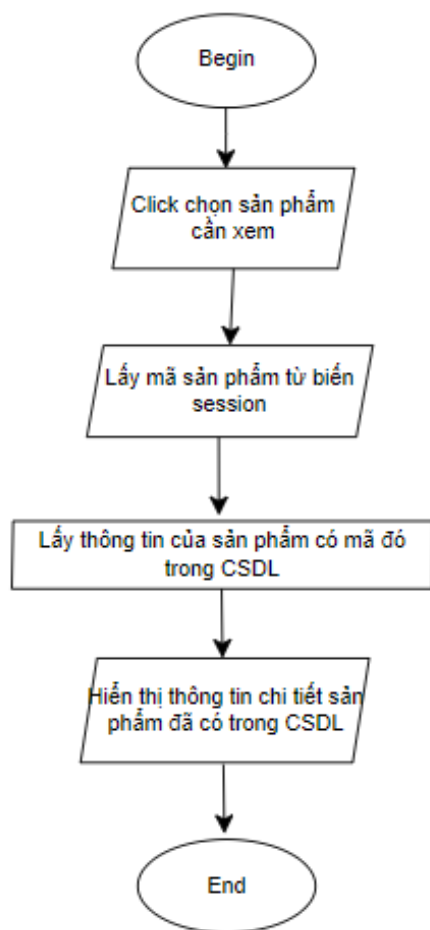 Begin
Click chọn sản phẩm
cần xem
Lấy mã sản phẩm từ biến
session
Lấy thông tin của sản phẩm có mã đó
trong CSDL
Hiển thị thông tin chi tiết sản
phẩm đã có trong CSDL
End